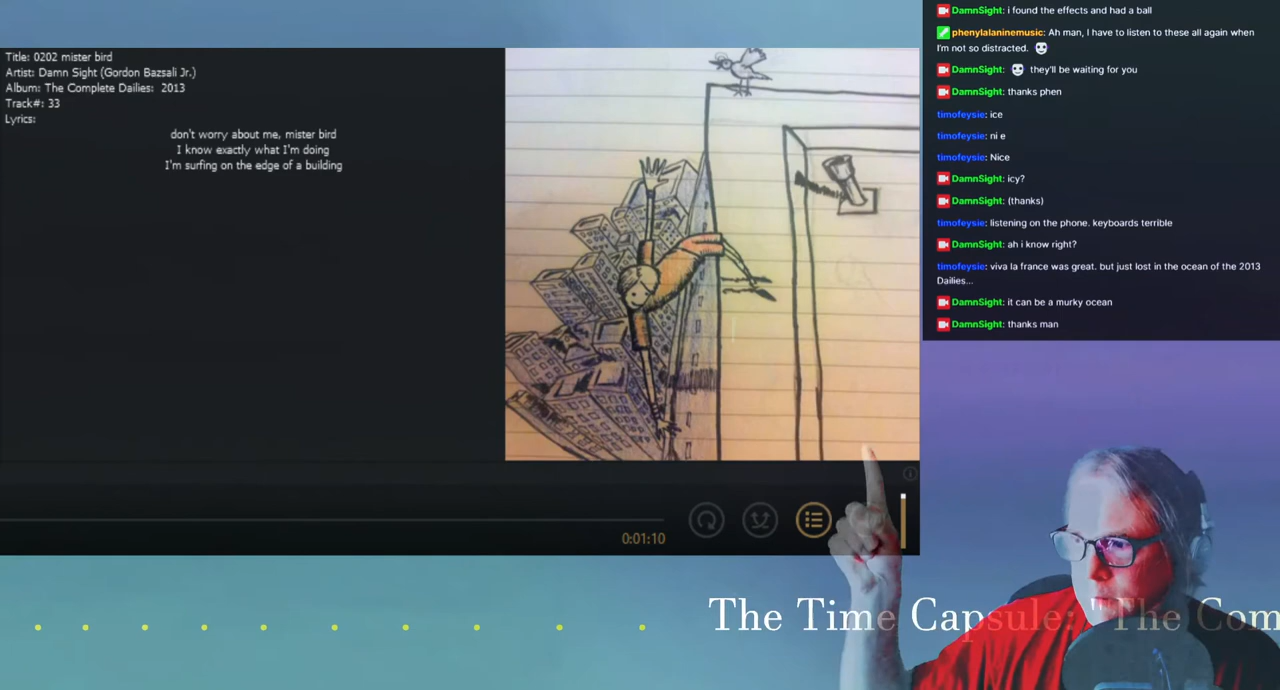 Title: 0202 mister bird
Artist: Damn Sight (Gordon Bazsali Jr.)
Album: The Complete Dailies:  2013
Track#: 33
Lyrics:
don't worry about me, mister bird
I know exactly what I'm doing
I'm surfing on the edge of a building
0:01:10
DamnSight: i found the effects and had a ball
phenylalaninemusic: Ah man, I have to listen to these all again when
I'm not so distracted.
DamnSight: they'll be waiting for you
DamnSight: thanks phen
timofeysie: ice
timofeysie: ni e
timofeysie: Nice
DamnSight: icy?
DamnSight: (thanks)
timofeysie: listening on the phone. keyboards terrible
DamnSight: ah i know right?
timofeysie: viva la france was great. but just lost in the ocean of the 2013
Dailies...
DamnSight: it can be a murky ocean
DamnSight: thanks man
The Time Capsule: "The Com